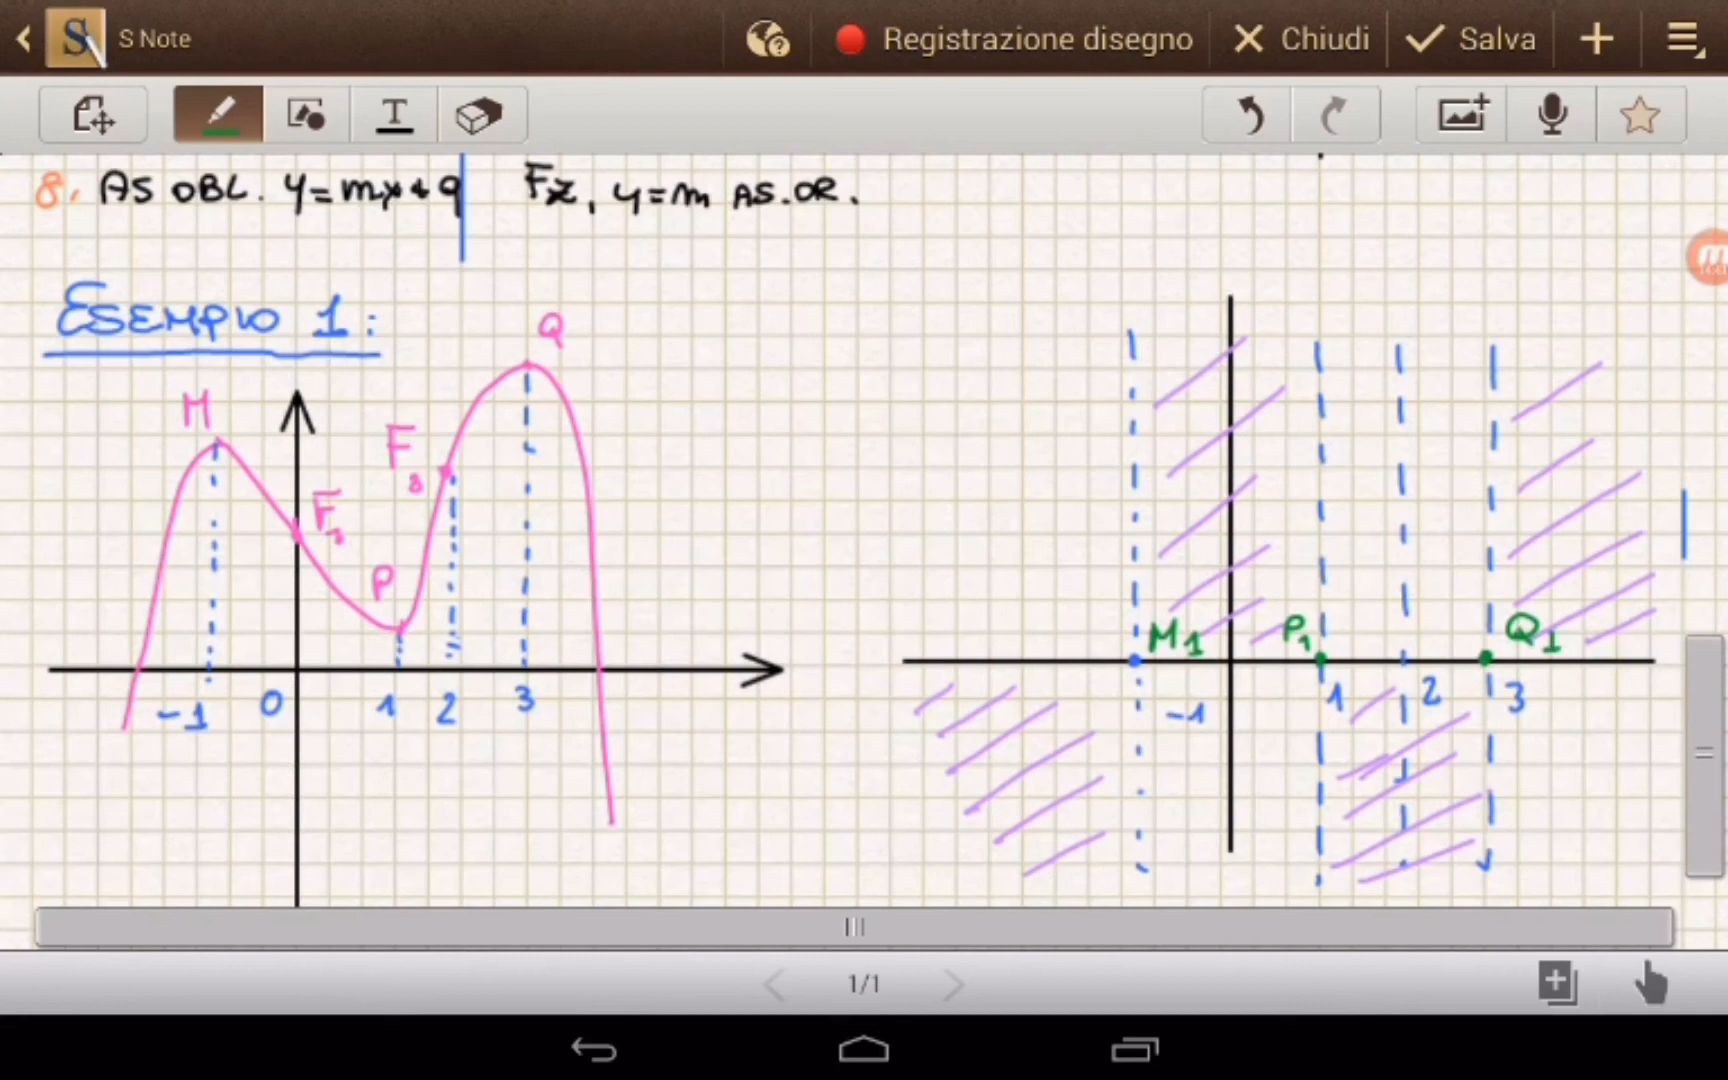 S Note
Registrazione disegno
Chiudi
Salva
T
8. AS OBL. y=mx+q Fz, y=m AS.OR.
ESEMPIO 1:
Q
M
F
F
P
-1 0 1 2 3
M1 P1 Q1
-1 1 2 3
1/1